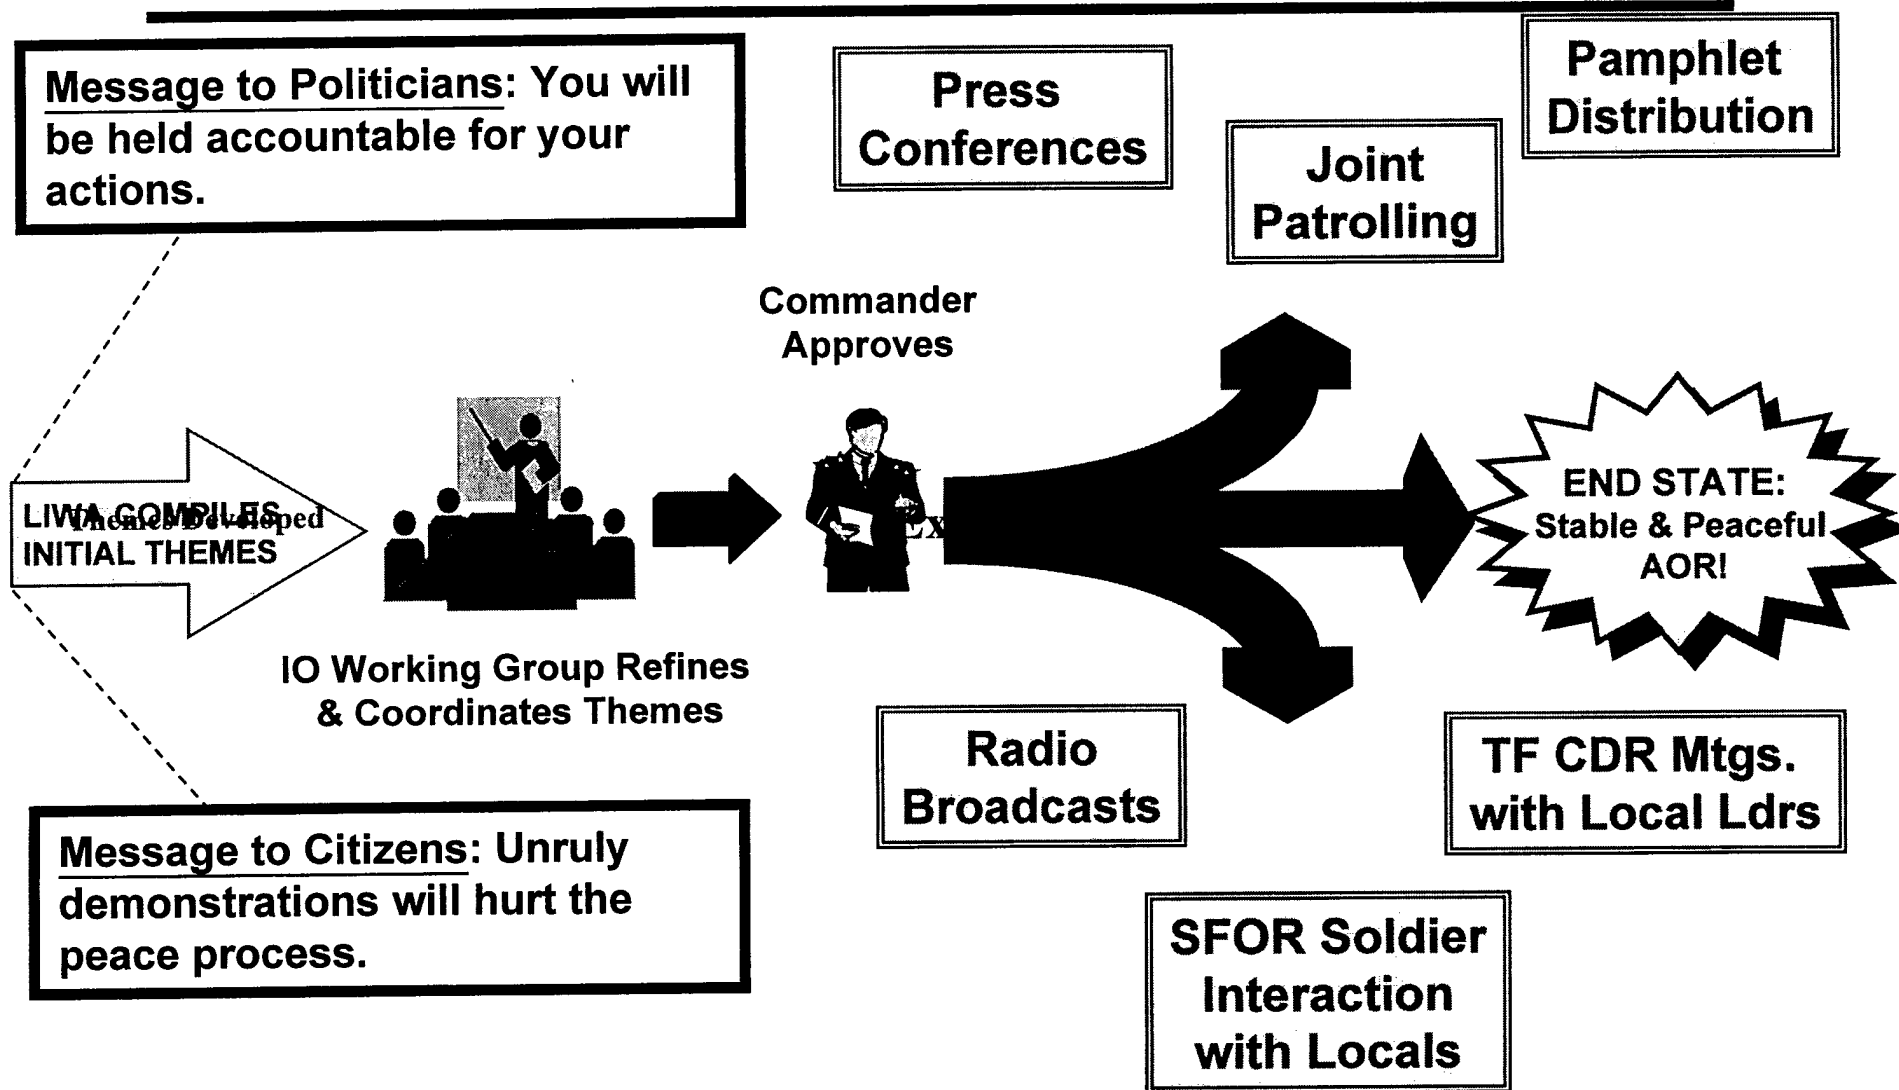 Message to Politicians: You will
be held accountable for your
actions.
Press
Conferences
Joint
Patrolling
Pamphlet
Distribution
Commander
Approves
LIWA COMPILES
Themes Developed
INITIAL THEMES
Ex
END STATE:
Stable & Peaceful
AOR!
IO Working Group Refines
& Coordinates Themes
Radio
Broadcasts
TF CDR Mtgs.
with Local Ldrs
Message to Citizens: Unruly
demonstrations will hurt the
peace process.
SFOR Soldier
Interaction
with Locals